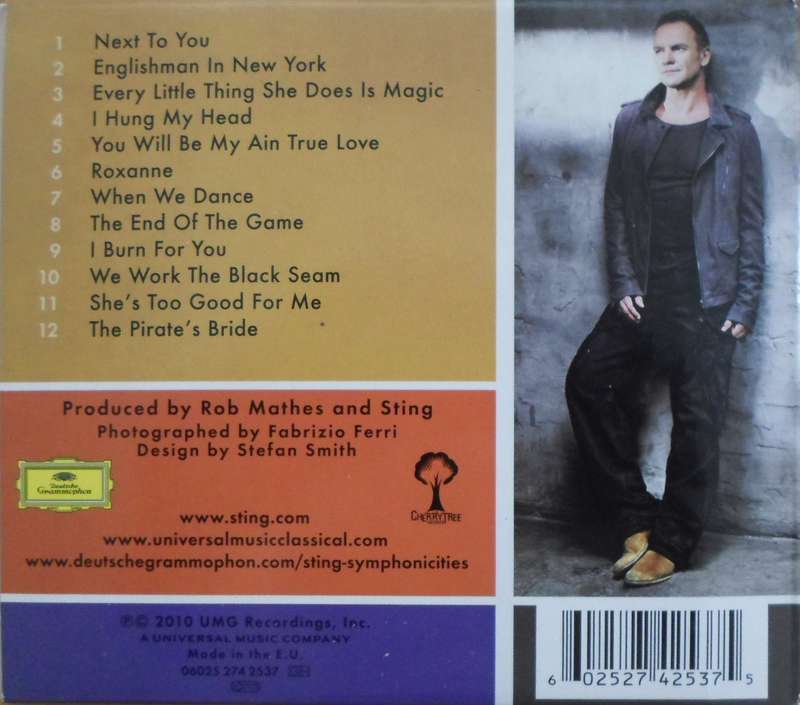 1 Next To You
2 Englishman In New York
3 Every Little Thing She Does Is Magic
4 I Hung My Head
5 You Will Be My Ain True Love
6 Roxanne
7 When We Dance
8 The End Of The Game
9 I Burn For You
10 We Work The Black Seam
11 She's Too Good For Me
12 The Pirate's Bride
Produced by Rob Mathes and Sting
Photographed by Fabrizio Ferri
Design by Stefan Smith
Deutsche
Grammophon
CHERRYTREE
www.sting.com
www.universalmusicclassical.com
www.deutschegrammophon.com/sting-symphonicities
℗© 2010 UMG Recordings, Inc.
A UNIVERSAL MUSIC COMPANY
Made in the E.U.
06025 274 2537
6 02527 42537 5